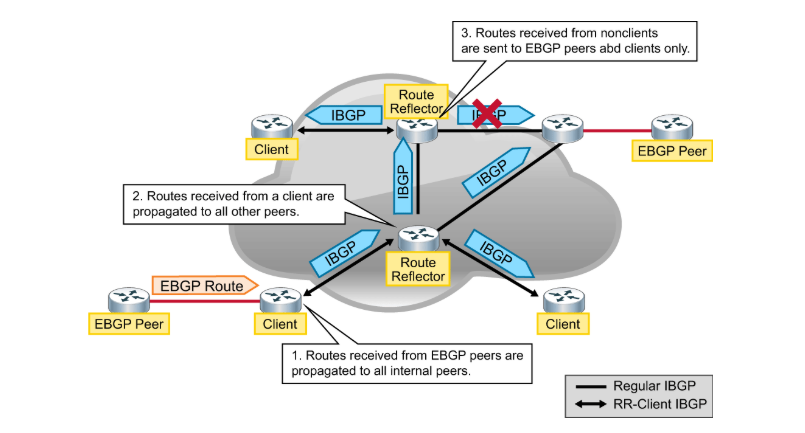 3. Routes received from nonclients
are sent to EBGP peers abd clients only.
Route
Reflector
IBGP
IBGP
Client
EBGP Peer
IBGP
IBGP
2. Routes received from a client are
propagated to all other peers.
IBGP
IBGP
Route
Reflector
EBGP Route
EBGP Peer
Client
Client
1. Routes received from EBGP peers are
propagated to all internal peers.
Regular IBGP
RR-Client IBGP